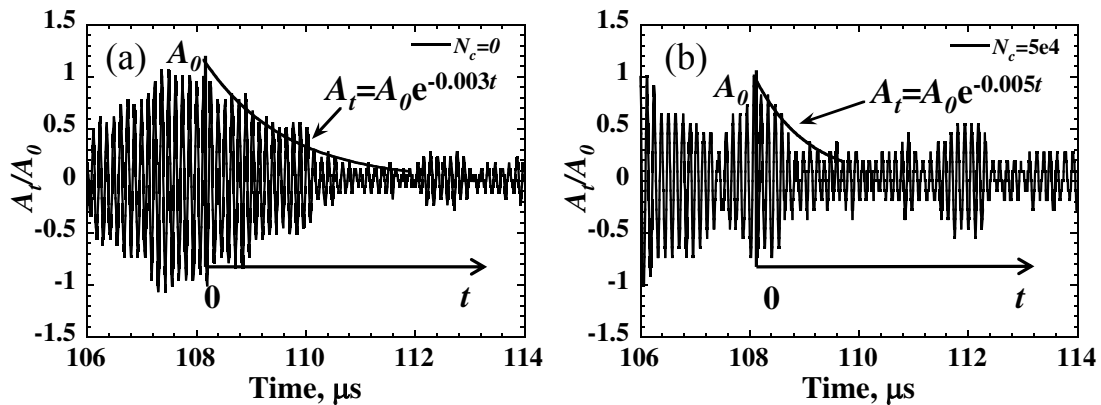 1.5
1
0.5
0
-0.5
-1
-1.5
A_t/A_0
(a)
N_c=0
A_0
A_t=A_0e^{-0.003t}
0
t
106 108 110 112 114
Time, μs
1.5
1
0.5
0
-0.5
-1
-1.5
A_t/A_0
(b)
N_c=5e4
A_0
A_t=A_0e^{-0.005t}
0
t
106 108 110 112 114
Time, μs